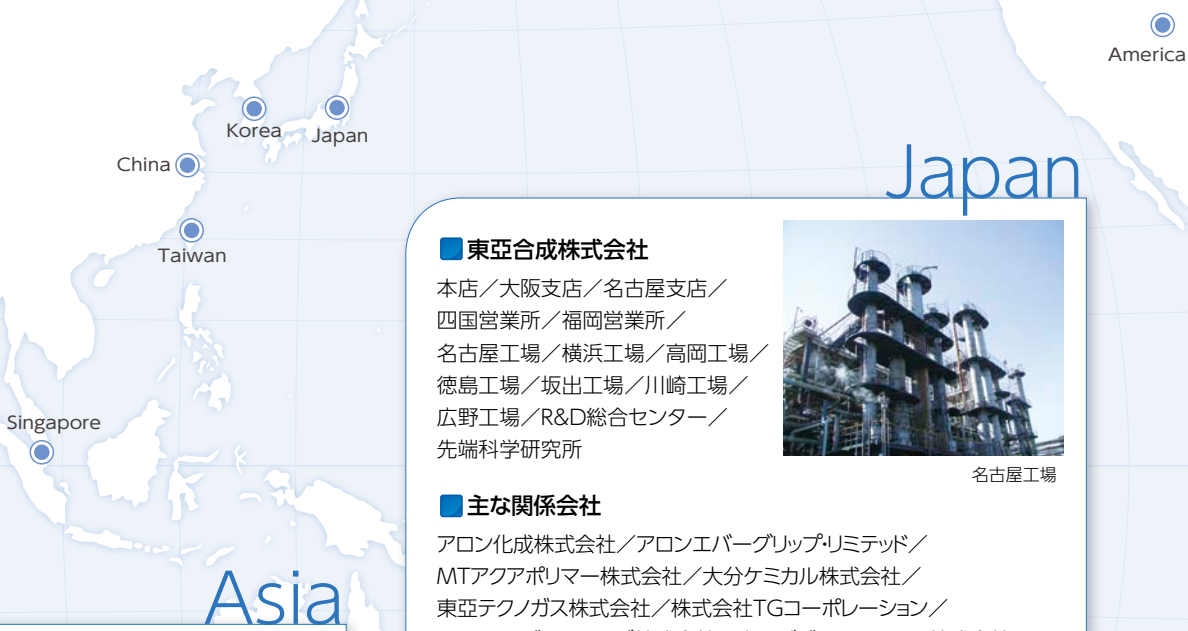 America
Korea
Japan
China
Taiwan
Singapore
Asia
Japan
東亞合成株式会社
本店／大阪支店／名古屋支店／
四国営業所／福岡営業所／
名古屋工場／横浜工場／高岡工場／
徳島工場／坂出工場／川崎工場／
広野工場／R&D総合センター／
先端科学研究所
名古屋工場
主な関係会社
アロン化成株式会社／アロンエバーグリップ・リミテッド／
MTアクアポリマー株式会社／大分ケミカル株式会社／
東亞テクノガス株式会社／株式会社TGコーポレーション／